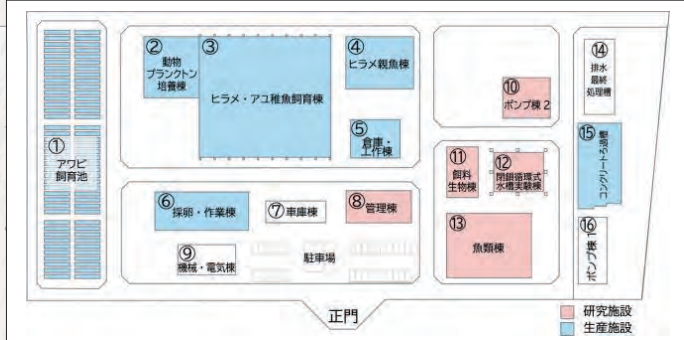 ①
アワビ
飼育池
②
動物
プランクトン
培養棟
③
ヒラメ・アユ稚魚飼育棟
④
ヒラメ親魚棟
⑤
倉庫・
工作棟
⑥
採卵・作業棟
⑦車庫棟
⑧
管理棟
⑨
機械・電気棟
駐車場
⑩
ポンプ棟2
⑪
飼料
生物棟
⑫
閉鎖循環式
水槽実験棟
⑬
魚類棟
⑭
排水
最終
処理槽
⑮
コンクリートろ過槽
⑯
ポンプ棟1
正門
研究施設
生産施設